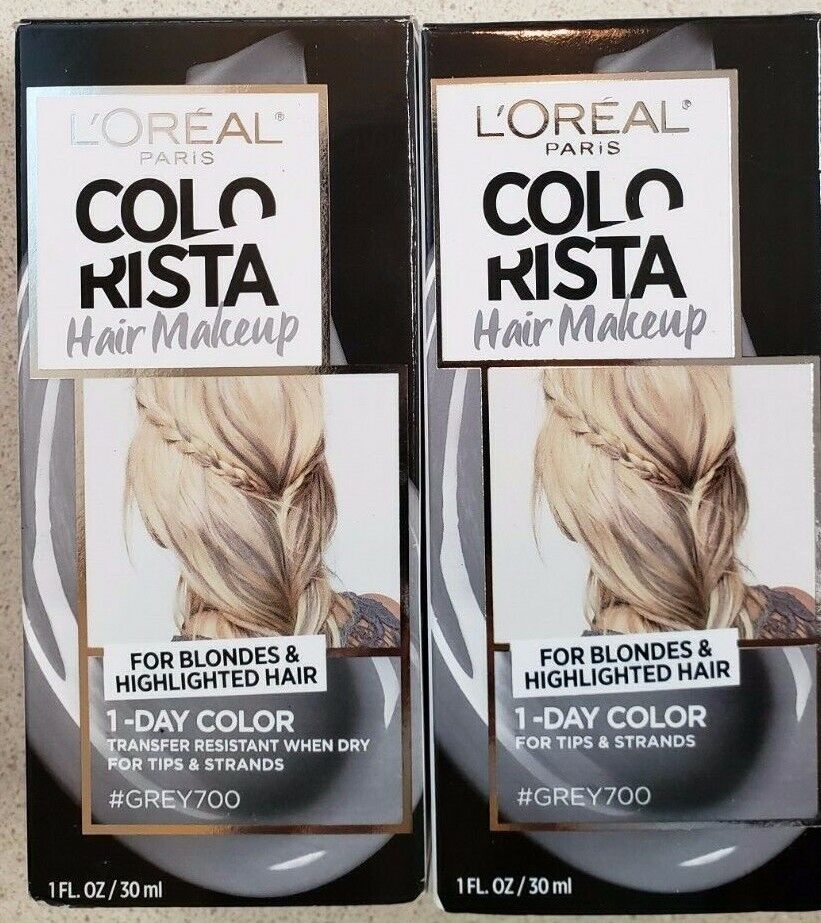 L'ORÉAL®
PARIS
COLO
RISTA
Hair Makeup
FOR BLONDES &
HIGHLIGHTED HAIR
1-DAY COLOR
TRANSFER RESISTANT WHEN DRY
FOR TIPS & STRANDS
#GREY700
1 FL. OZ / 30 ml
L'ORÉAL®
PARIS
COLO
RISTA
Hair Makeup
FOR BLONDES &
HIGHLIGHTED HAIR
1-DAY COLOR
FOR TIPS & STRANDS
#GREY700
1 FL. OZ / 30 ml